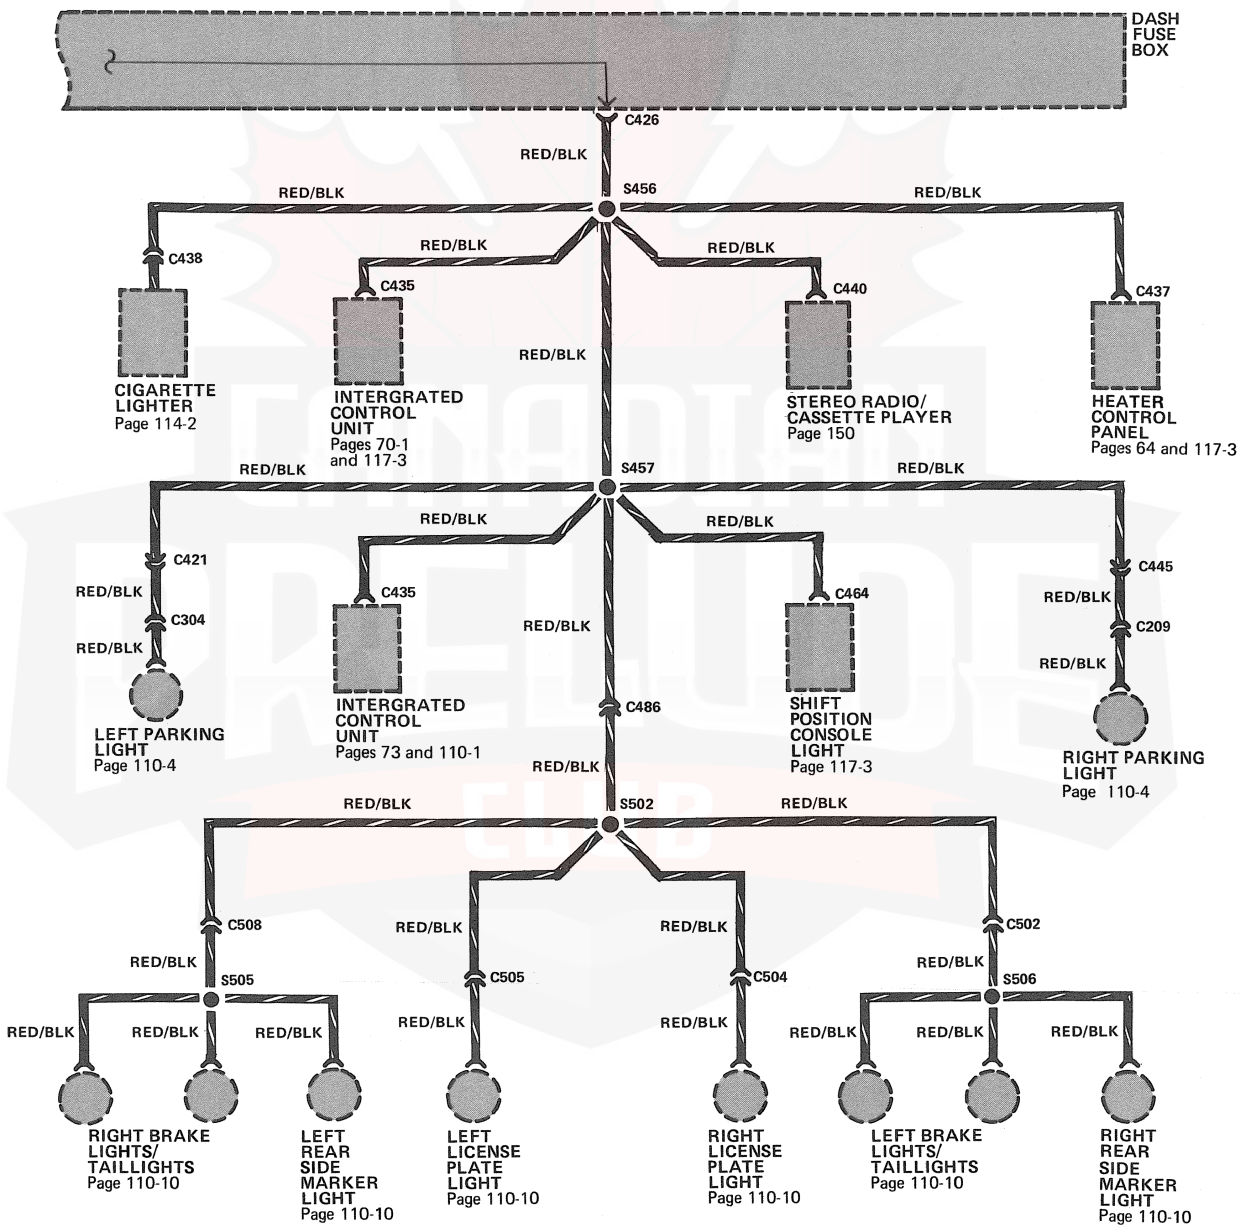 DASH
FUSE
BOX
C426
RED/BLK
S456
RED/BLK
RED/BLK
RED/BLK
RED/BLK
C438
C435
C440
C437
RED/BLK
CIGARETTE
LIGHTER
Page 114-2
INTERGRATED
CONTROL
UNIT
Pages 70-1
and 117-3
STEREO RADIO/
CASSETTE PLAYER
Page 150
HEATER
CONTROL
PANEL
Pages 64 and 117-3
CANADIAN
PRELUDE
CLUB
RED/BLK
S457
RED/BLK
RED/BLK
RED/BLK
C421
RED/BLK
C304
RED/BLK
C435
C464
C445
RED/BLK
C209
RED/BLK
RED/BLK
LEFT PARKING
LIGHT
Page 110-4
INTERGRATED
CONTROL
UNIT
Pages 73 and 110-1
C486
SHIFT
POSITION
CONSOLE
LIGHT
Page 117-3
RIGHT PARKING
LIGHT
Page 110-4
RED/BLK
RED/BLK
S502
RED/BLK
C508
RED/BLK
RED/BLK
C502
RED/BLK
S505
C505
C504
RED/BLK
S506
RED/BLK
RED/BLK
RED/BLK
RED/BLK
RED/BLK
RED/BLK
RED/BLK
RED/BLK
RIGHT BRAKE
LIGHTS/
TAILLIGHTS
Page 110-10
LEFT
REAR
SIDE
MARKER
LIGHT
Page 110-10
LEFT
LICENSE
PLATE
LIGHT
Page 110-10
RIGHT
LICENSE
PLATE
LIGHT
Page 110-10
LEFT BRAKE
LIGHTS/
TAILLIGHTS
Page 110-10
RIGHT
REAR
SIDE
MARKER
LIGHT
Page 110-10